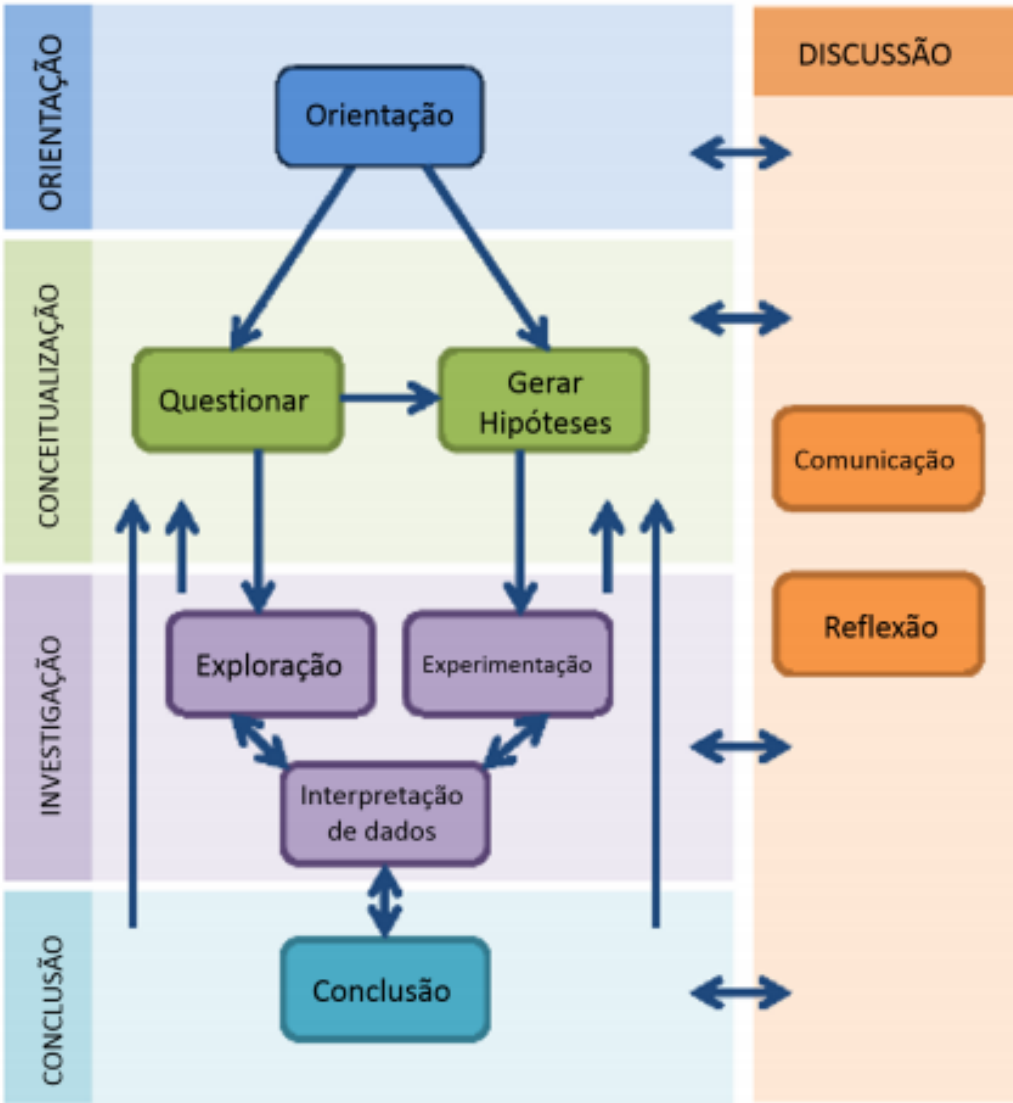 ORIENTAÇÃO
Orientação
CONCEITUALIZAÇÃO
Questionar
Gerar
Hipóteses
INVESTIGAÇÃO
Exploração
Experimentação
Interpretação
de dados
CONCLUSÃO
Conclusão
DISCUSSÃO
Comunicação
Reflexão